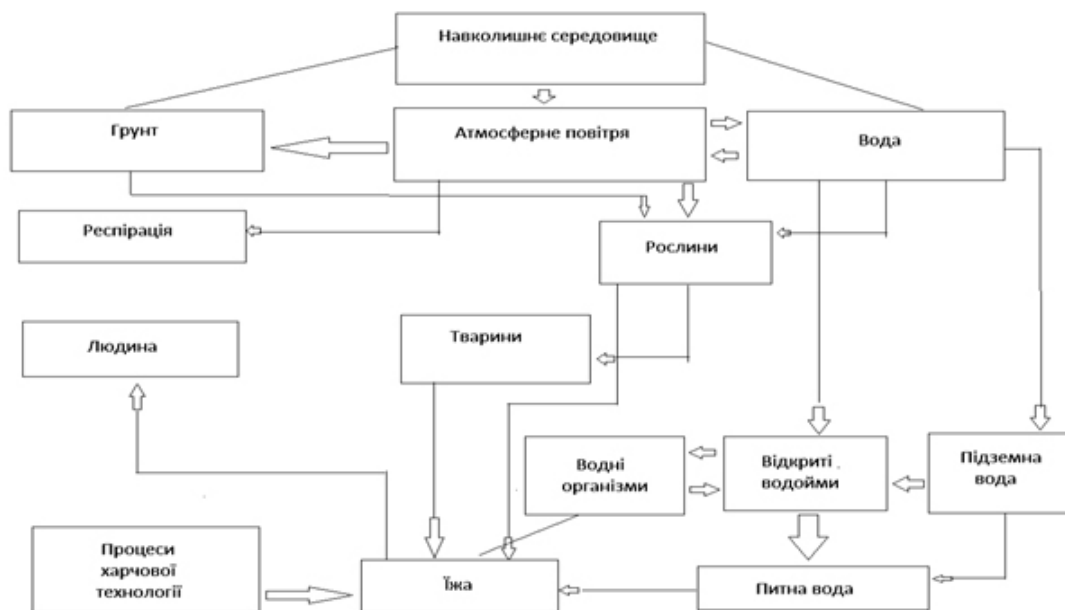 Навколишнє середовище
Грунт
Атмосферне повітря
Вода
Респірація
Рослини
Людина
Тварини
Водні
організми
Відкриті
водойми
Підземна
вода
Процеси
харчової
технології
Їжа
Питна вода